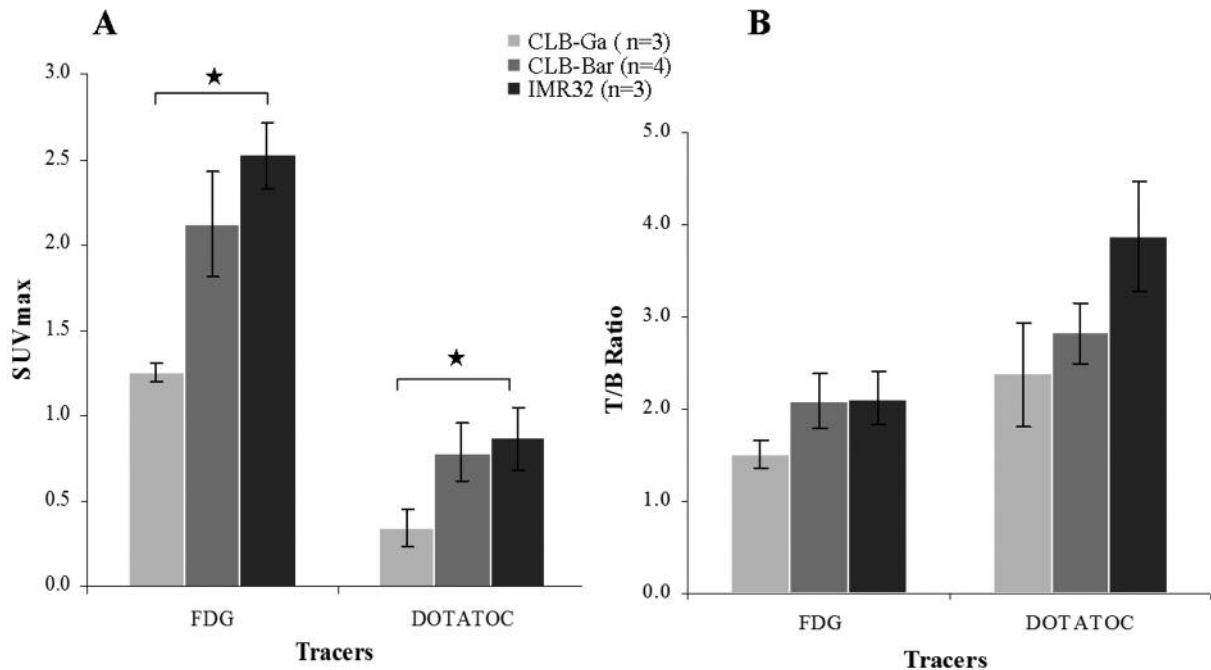 A
CLB-Ga ( n=3)
CLB-Bar (n=4)
IMR32 (n=3)
3.0
2.5
2.0
1.5
1.0
0.5
0.0
SUVmax
FDG
DOTATOC
Tracers
B
5.0
4.0
3.0
2.0
1.0
0.0
T/B Ratio
FDG
DOTATOC
Tracers